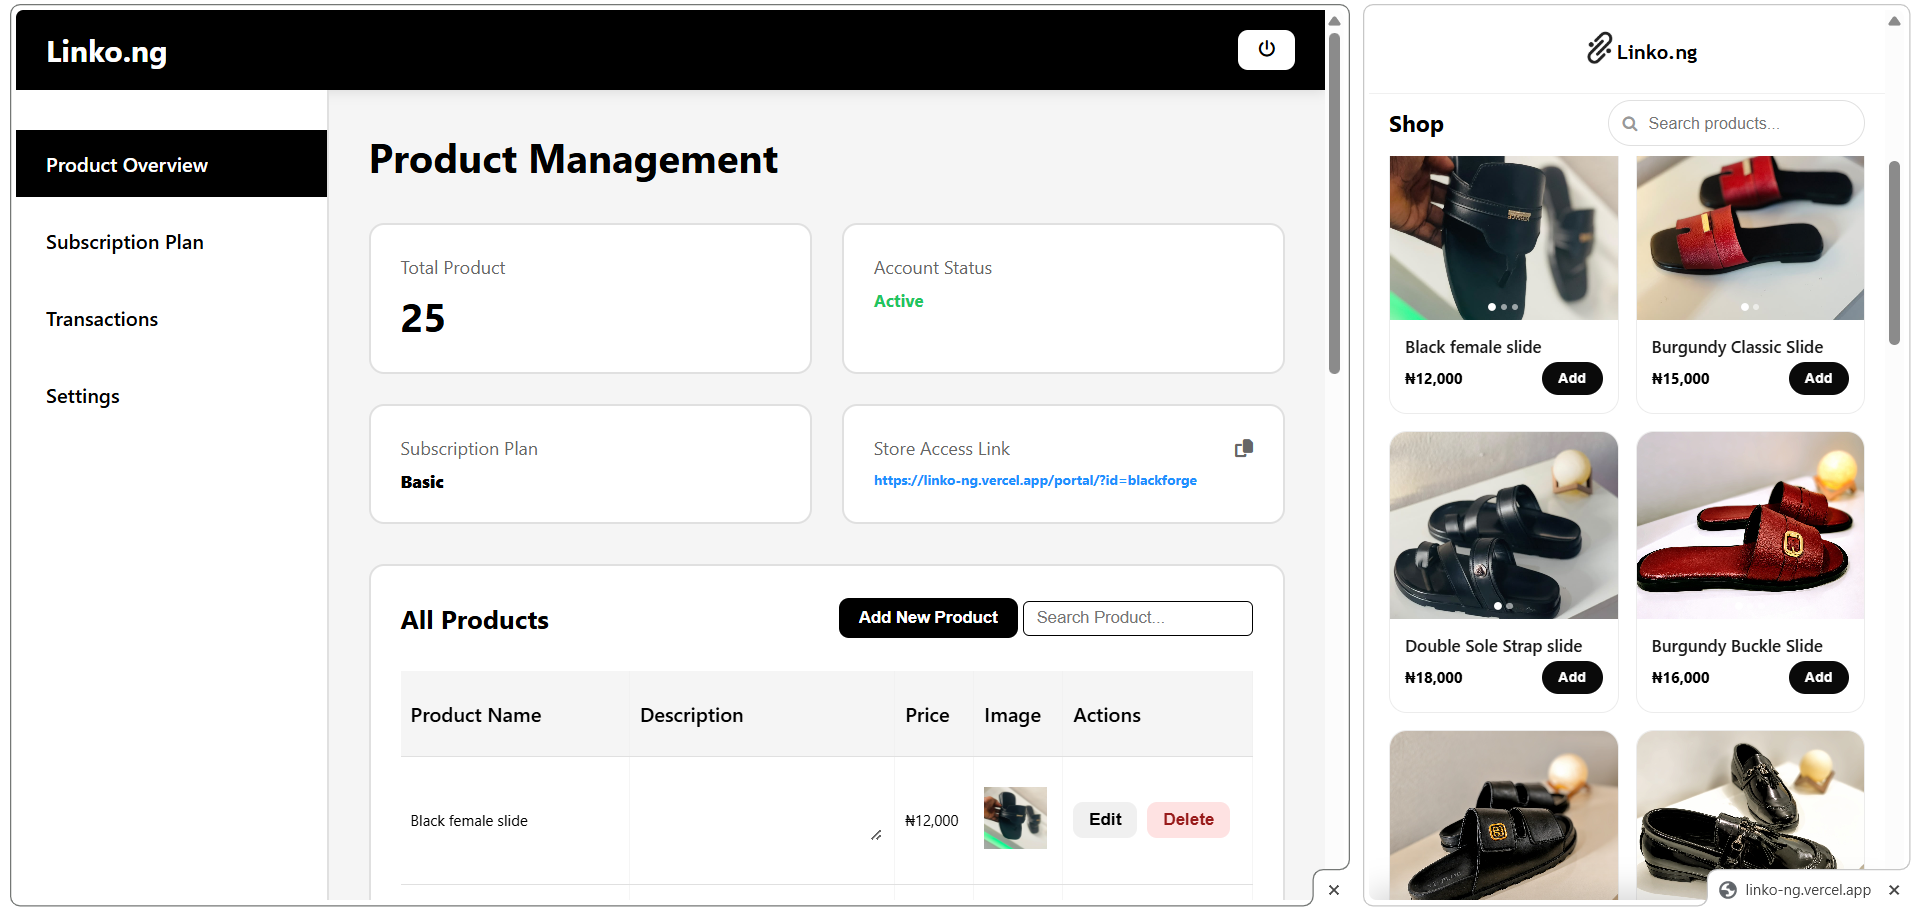 Linko.ng
Product Overview
Subscription Plan
Transactions
Settings
Product Management
Total Product
25
Account Status
Active
Subscription Plan
Basic
Store Access Link
https://linko-ng.vercel.app/portal/?id=blackforge
All Products
Add New Product
Search Product...
Product Name Description Price Image Actions
Black female slide ₦12,000 Edit Delete
Linko.ng
Shop
Search products...
Black female slide
₦12,000 Add
Burgundy Classic Slide
₦15,000 Add
Double Sole Strap slide
₦18,000 Add
Burgundy Buckle Slide
₦16,000 Add
linko-ng.vercel.app